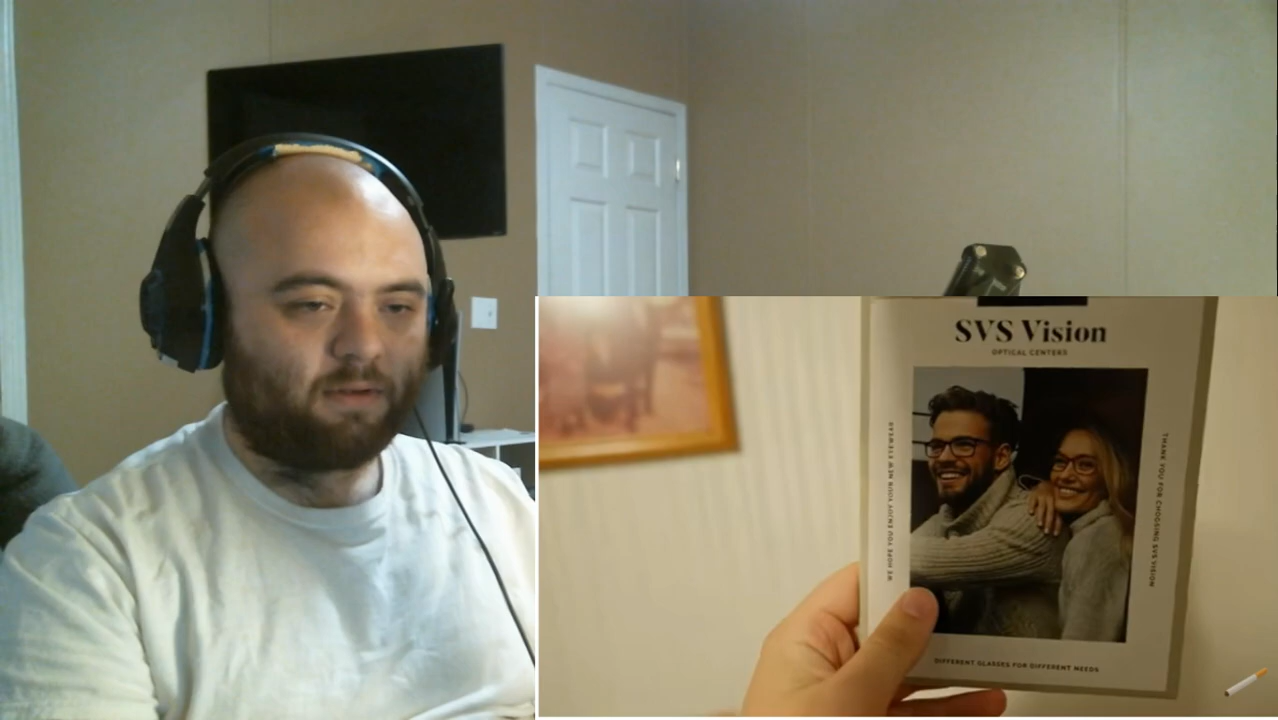 SVS Vision
OPTICAL CENTERS
WE HOPE YOU ENJOY YOUR NEW EYEWEAR
THANK YOU FOR CHOOSING SVS VISION
DIFFERENT GLASSES FOR DIFFERENT NEEDS